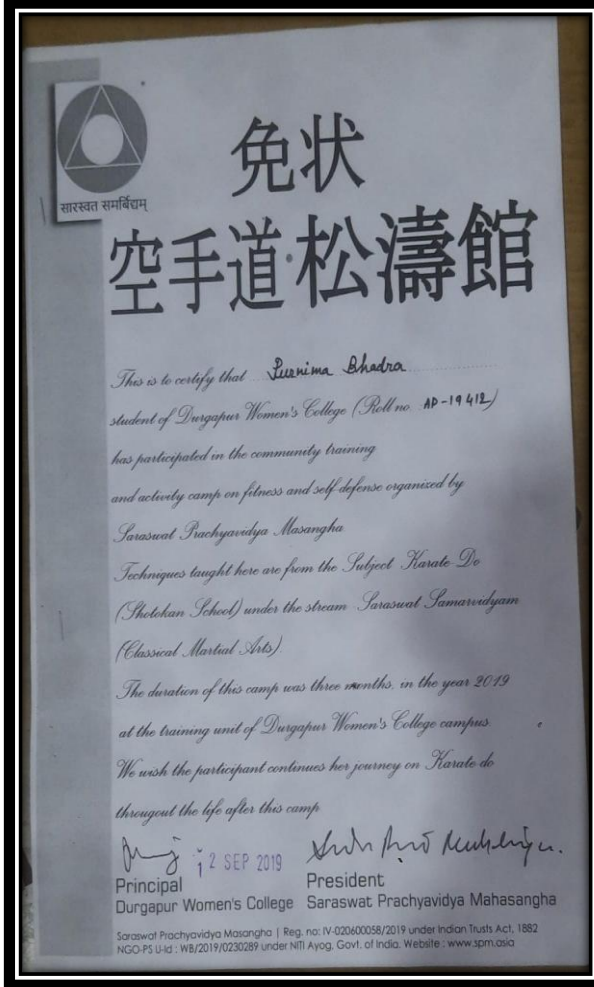 सारस्वत समर्बिद्यम्
免状
空手道·松濤館
This is to certify that Purnima Bhadra
student of Durgapur Women's College (Roll no. AP-19412)
has participated in the community training
and activity camp on fitness and self defense organized by
Saraswat Prachyavidya Masangha
Techniques taught here are from the Subject Karate-Do
(Shotokan School) under the stream Saraswat Samarvidyam
(Classical Martial Arts).
The duration of this camp was three months, in the year 2019
at the training unit of Durgapur Women's College campus
We wish the participant continues her journey on Karate do
througout the life after this camp
12 SEP 2019
Principal President
Durgapur Women's College Saraswat Prachyavidya Mahasangha
Saraswat Prachyavidya Masangha | Reg. no: IV-020600058/2019 under Indian Trusts Act, 1882
NGO-PS U-Id : WB/2019/0230289 under NITI Ayog, Govt. of India. Website : www.spm.asia